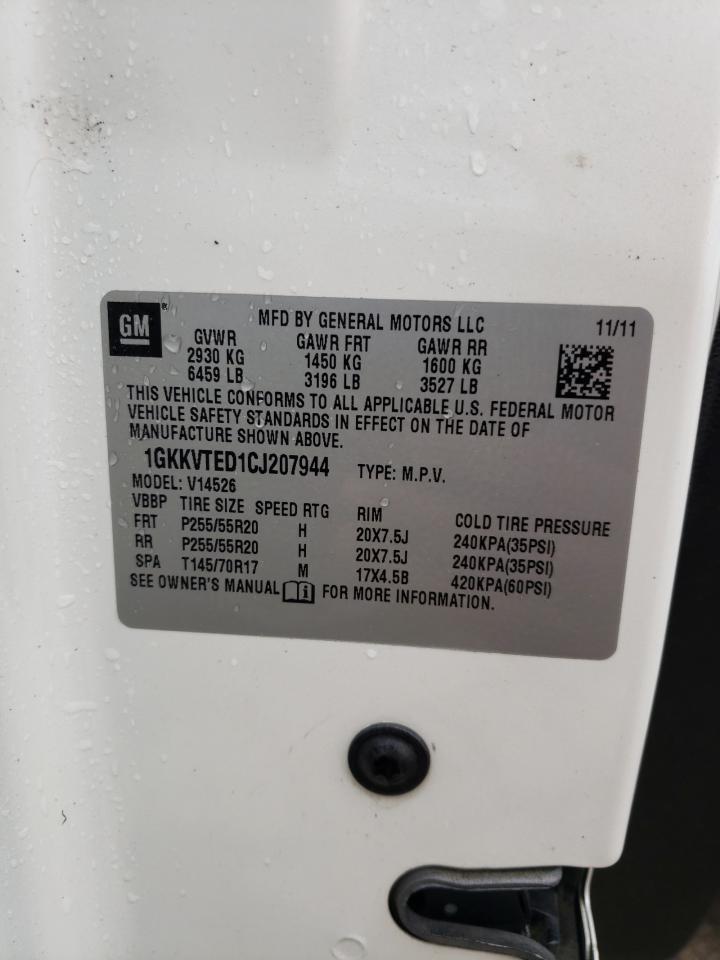 GM®
MFD BY GENERAL MOTORS LLC 11/11
GVWR GAWR FRT GAWR RR
2930 KG 1450 KG 1600 KG
6459 LB 3196 LB 3527 LB
THIS VEHICLE CONFORMS TO ALL APPLICABLE U.S. FEDERAL MOTOR
VEHICLE SAFETY STANDARDS IN EFFECT ON THE DATE OF
MANUFACTURE SHOWN ABOVE.
1GKKVTED1CJ207944 TYPE: M.P.V.
MODEL: V14526
VBBP TIRE SIZE SPEED RTG RIM COLD TIRE PRESSURE
FRT P255/55R20 H 20X7.5J 240KPA(35PSI)
RR P255/55R20 H 20X7.5J 240KPA(35PSI)
SPA T145/70R17 M 17X4.5B 420KPA(60PSI)
SEE OWNER'S MANUAL i FOR MORE INFORMATION.